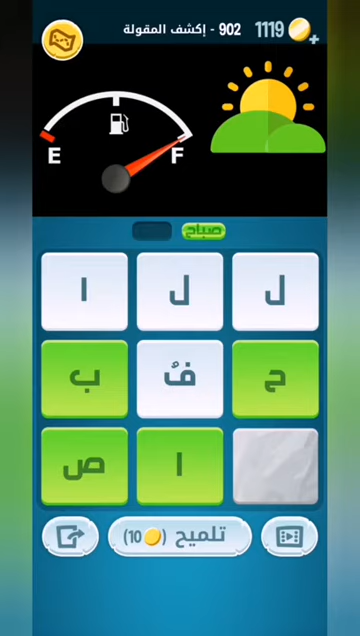 902 - إكشف المقولة 1119
E F
صباح
ل ل ا
ح فُ ب
ا ص
تلميح (10)